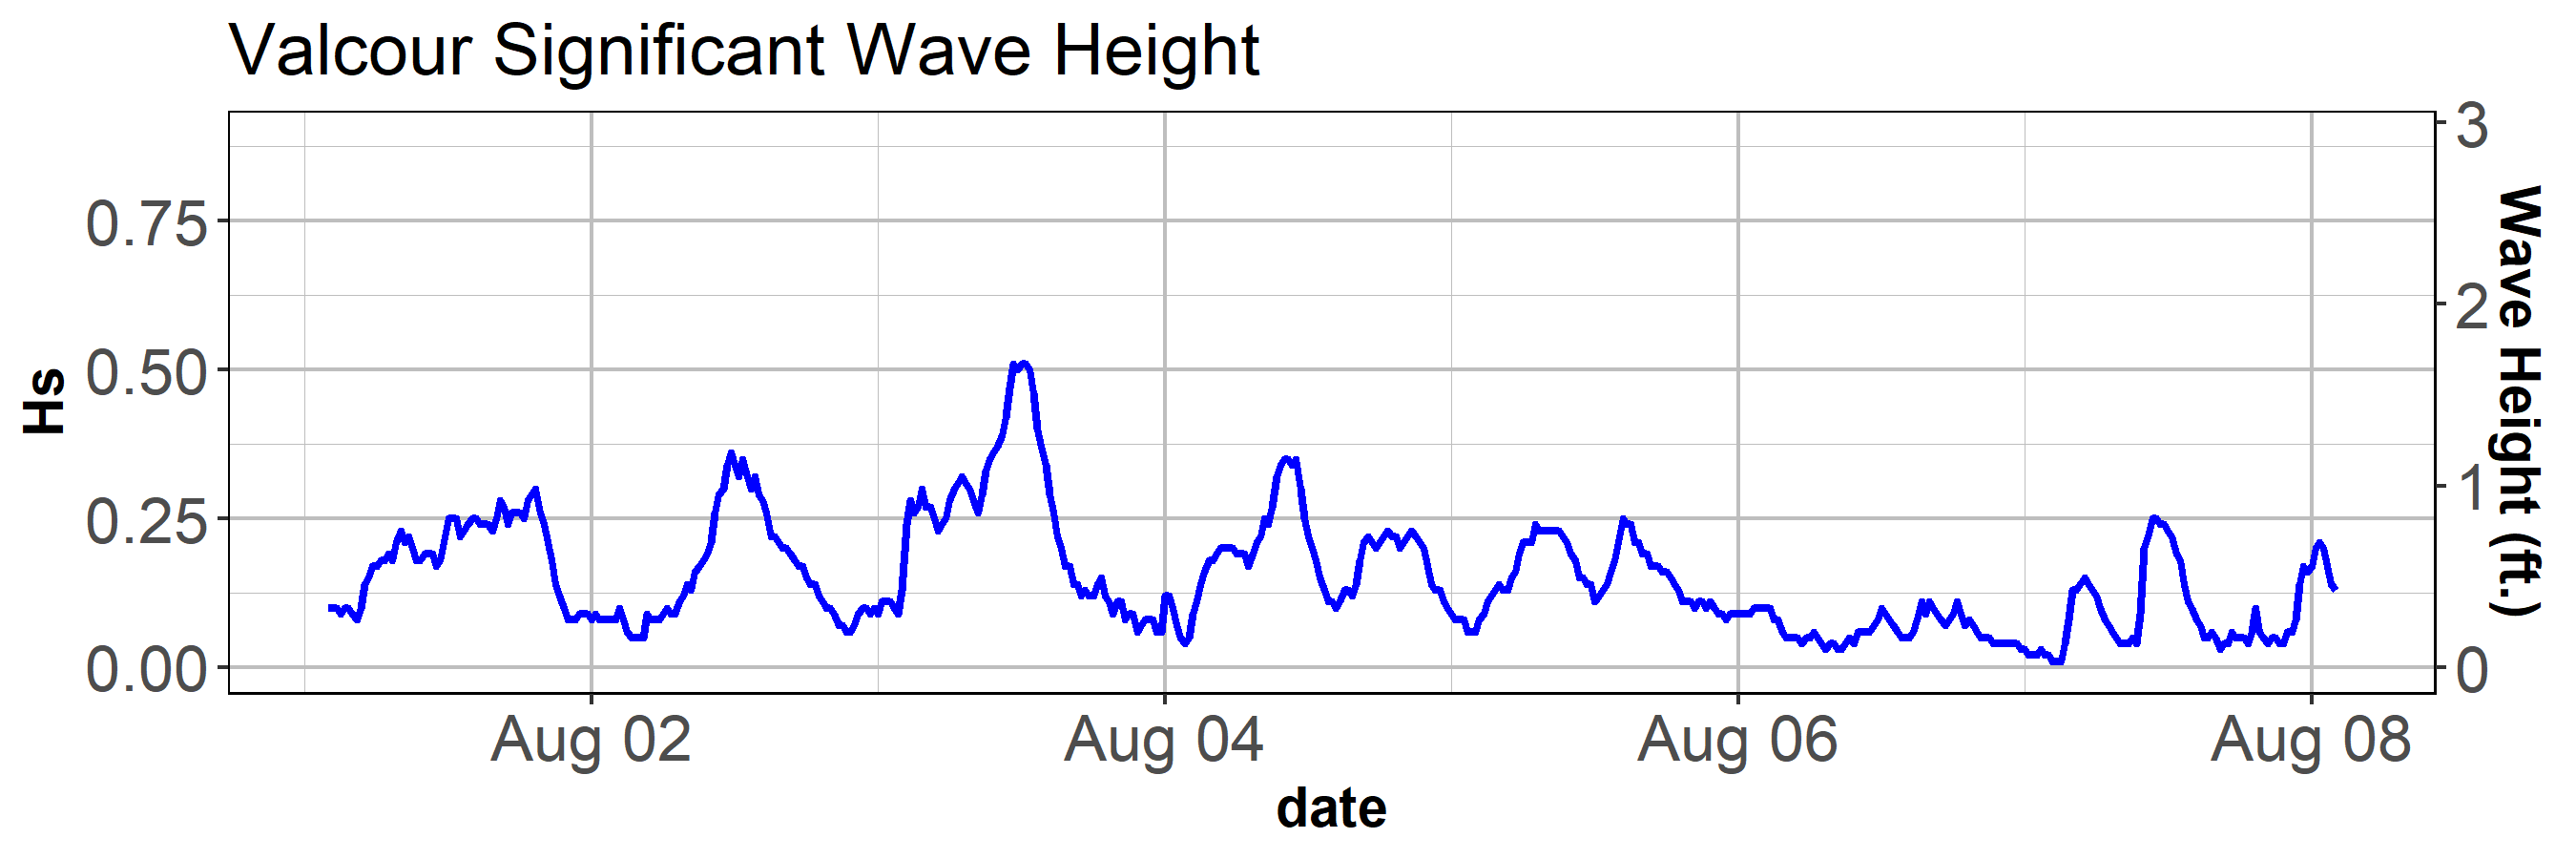 Valcour Significant Wave Height
0.75
0.50
0.25
0.00
Hs
3
2
1
0
Wave Height (ft.)
Aug 02
Aug 04
Aug 06
Aug 08
date